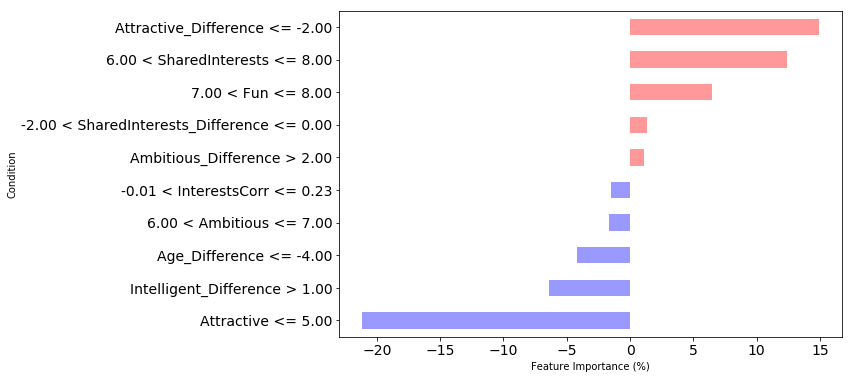 Attractive_Difference <= -2.00
6.00 < SharedInterests <= 8.00
7.00 < Fun <= 8.00
-2.00 < SharedInterests_Difference <= 0.00
Ambitious_Difference > 2.00
-0.01 < InterestsCorr <= 0.23
6.00 < Ambitious <= 7.00
Age_Difference <= -4.00
Intelligent_Difference > 1.00
Attractive <= 5.00
Condition
−20 −15 −10 −5 0 5 10 15
Feature Importance (%)